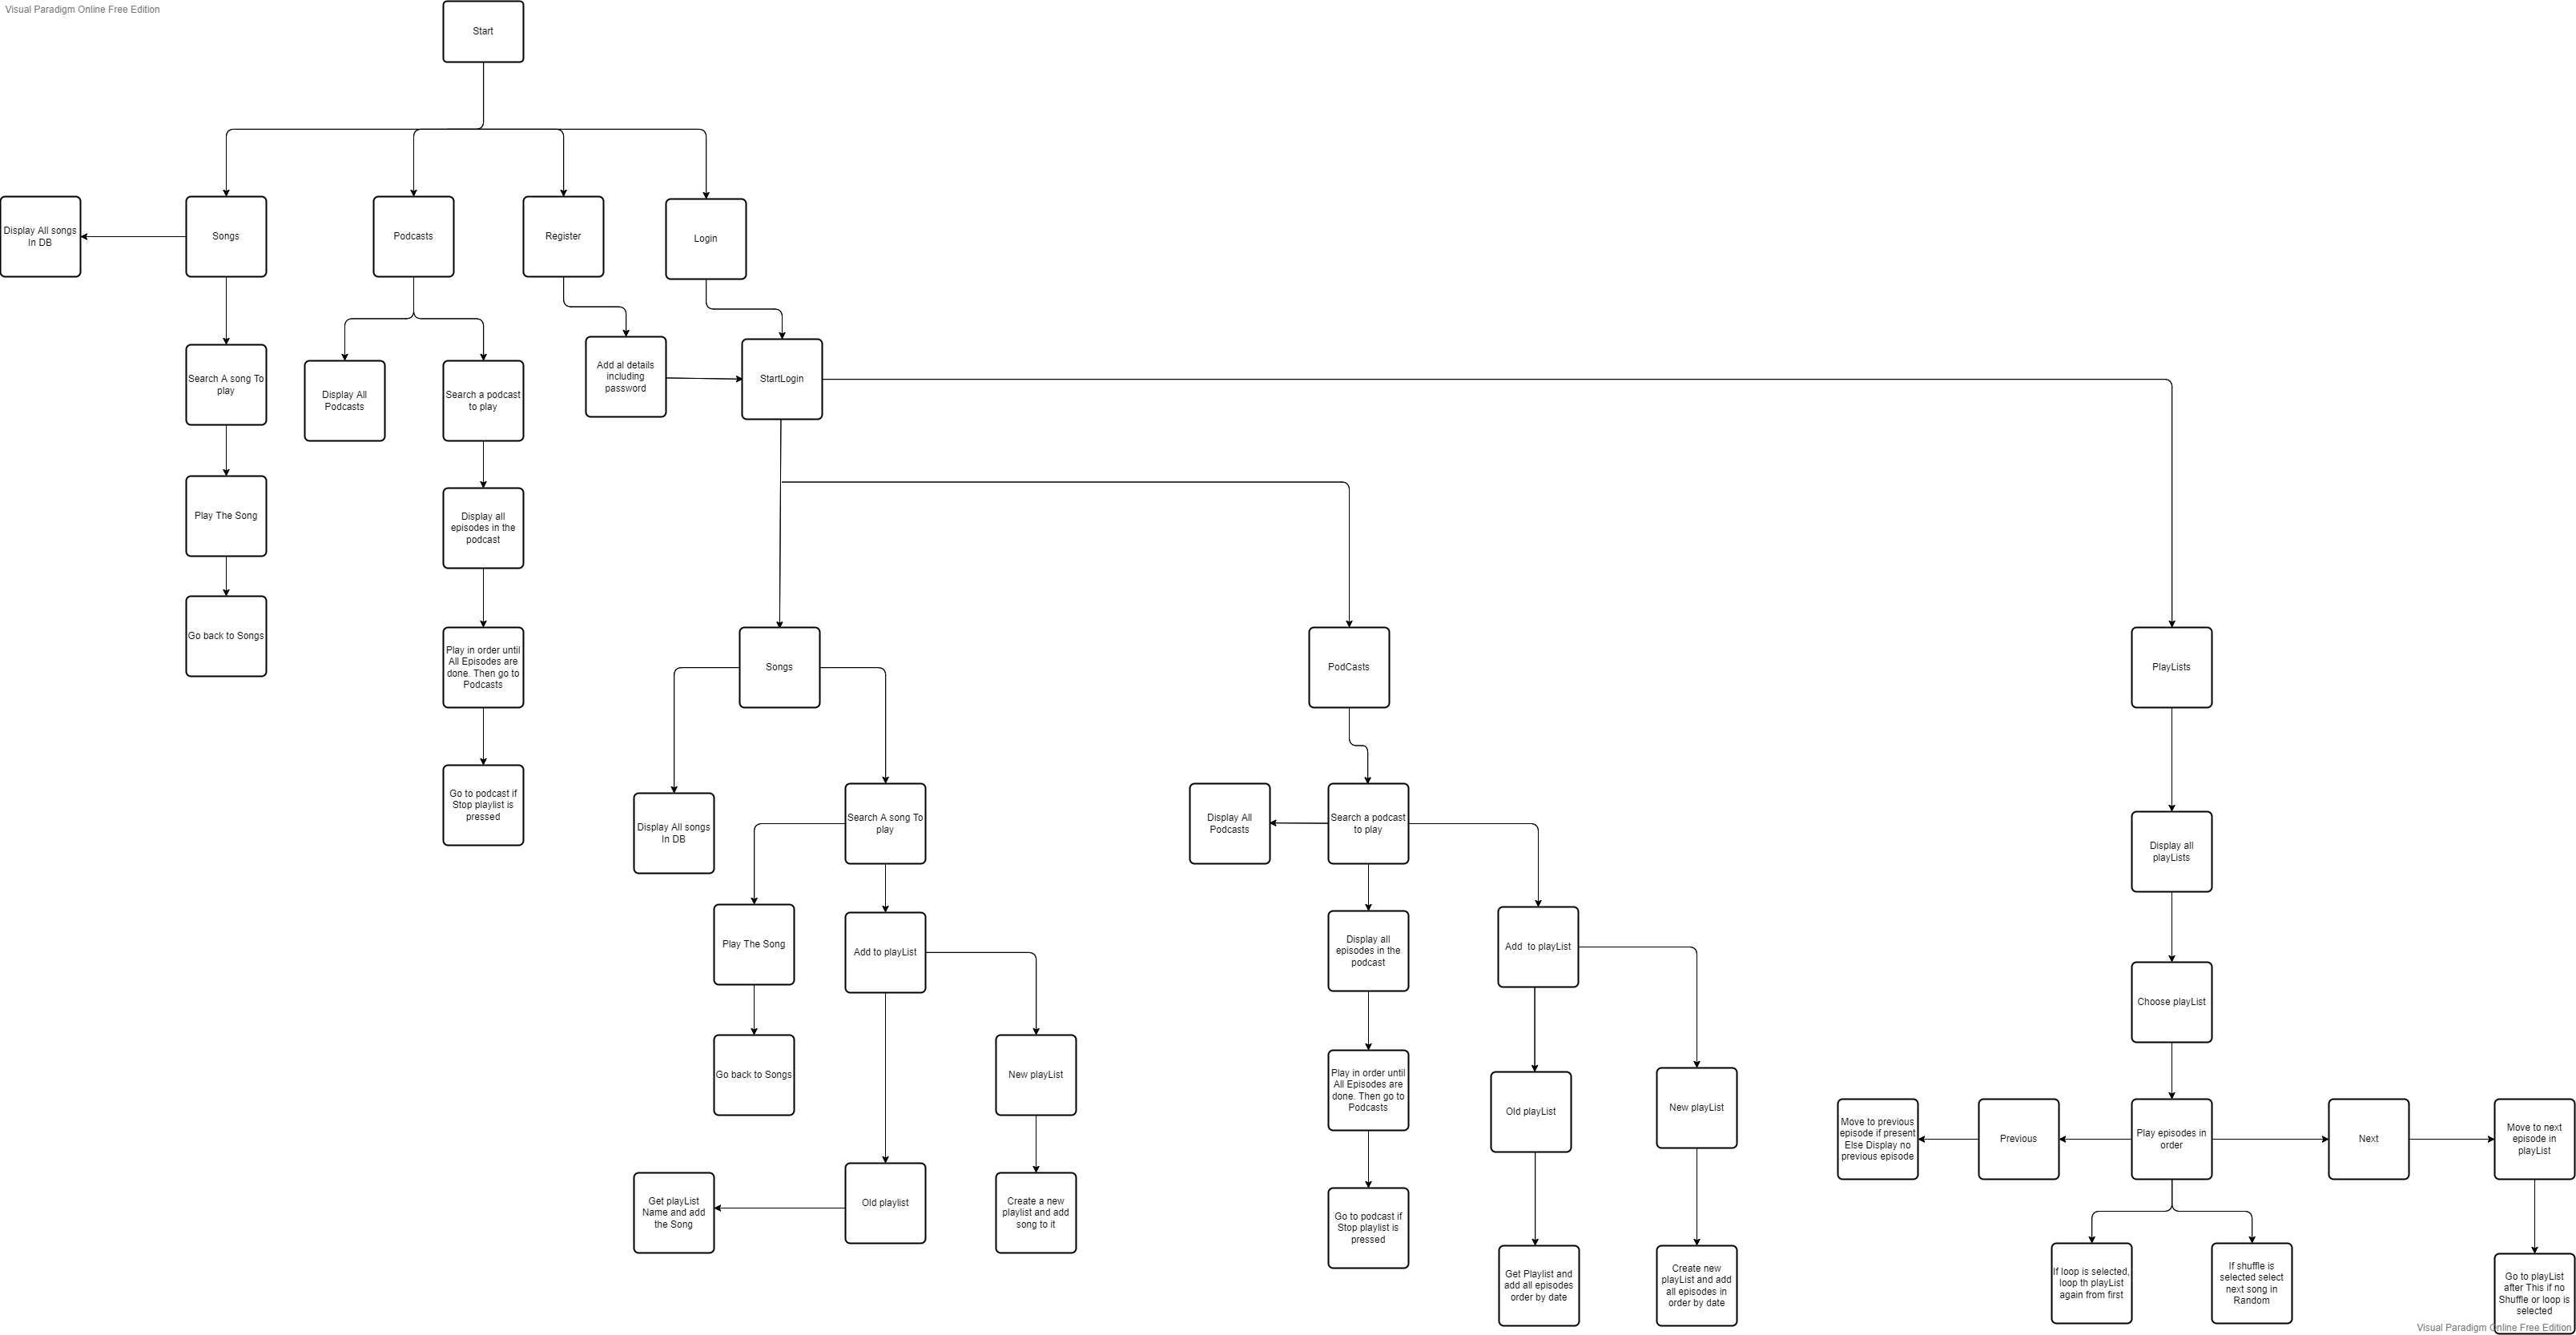 Visual Paradigm Online Free Edition
Start
Display All songs
In DB
Songs
Podcasts
Register
Login
Search A song To
play
Display All
Podcasts
Search a podcast
to play
Add al details
including
password
StartLogin
Play The Song
Display all
episodes in the
podcast
Go back to Songs
Play in order until
All Episodes are
done. Then go to
Podcasts
Go to podcast if
Stop playlist is
pressed
Songs
PodCasts
PlayLists
Display All songs
In DB
Search A song To
play
Display All
Podcasts
Search a podcast
to play
Display all
playLists
Play The Song
Add to playList
Display all
episodes in the
podcast
Add  to playList
Choose playList
Go back to Songs
New playList
Play in order until
All Episodes are
done. Then go to
Podcasts
Old playList
New playList
Move to previous
episode if present
Else Display no
previous episode
Previous
Play episodes in
order
Next
Move to next
episode in
playList
Get playList
Name and add
the Song
Old playlist
Create a new
playlist and add
song to it
Go to podcast if
Stop playlist is
pressed
Get Playlist and
add all episodes
order by date
Create new
playList and add
all episodes in
order by date
If loop is selected,
loop th playList
again from first
If shuffle is
selected select
next song in
Random
Go to playList
after This if no
Shuffle or loop is
selected
Visual Paradigm Online Free Edition